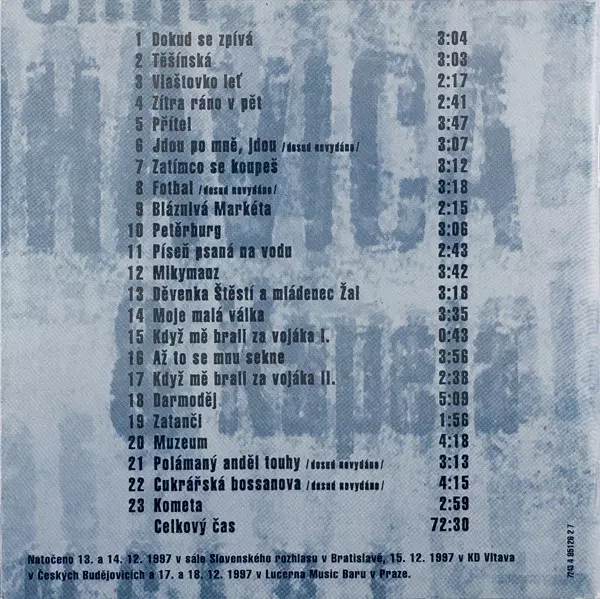 1 Dokud se zpívá 3:04
2 Těšínská 3:03
3 Vlaštovko leť 2:17
4 Zítra ráno v pět 2:41
5 Přítel 3:47
6 Jdou po mně, jdou /dosud nevydáno/ 3:07
7 Zatímco se koupeš 3:12
8 Fotbal /dosud nevydáno/ 3:18
9 Bláznivá Markéta 2:15
10 Petěrburg 3:06
11 Píseň psaná na vodu 2:43
12 Mikymauz 3:42
13 Děvenka Štěstí a mládenec Žal 3:18
14 Moje malá válka 3:35
15 Když mě brali za vojáka I. 0:43
16 Až to se mnu sekne 3:56
17 Když mě brali za vojáka II. 2:38
18 Darmoděj 5:09
19 Zatanči 1:56
20 Muzeum 4:18
21 Polámaný anděl touhy /dosud nevydáno/ 3:13
22 Cukrářská bossanova /dosud nevydáno/ 4:15
23 Kometa 2:59
Celkový čas 72:30
Natočeno 13. a 14. 12. 1997 v sále Slovenského rozhlasu v Bratislavě, 15. 12. 1997 v KD Vltava
v Českých Budějovicích a 17. a 18. 12. 1997 v Lucerna Music Baru v Praze.